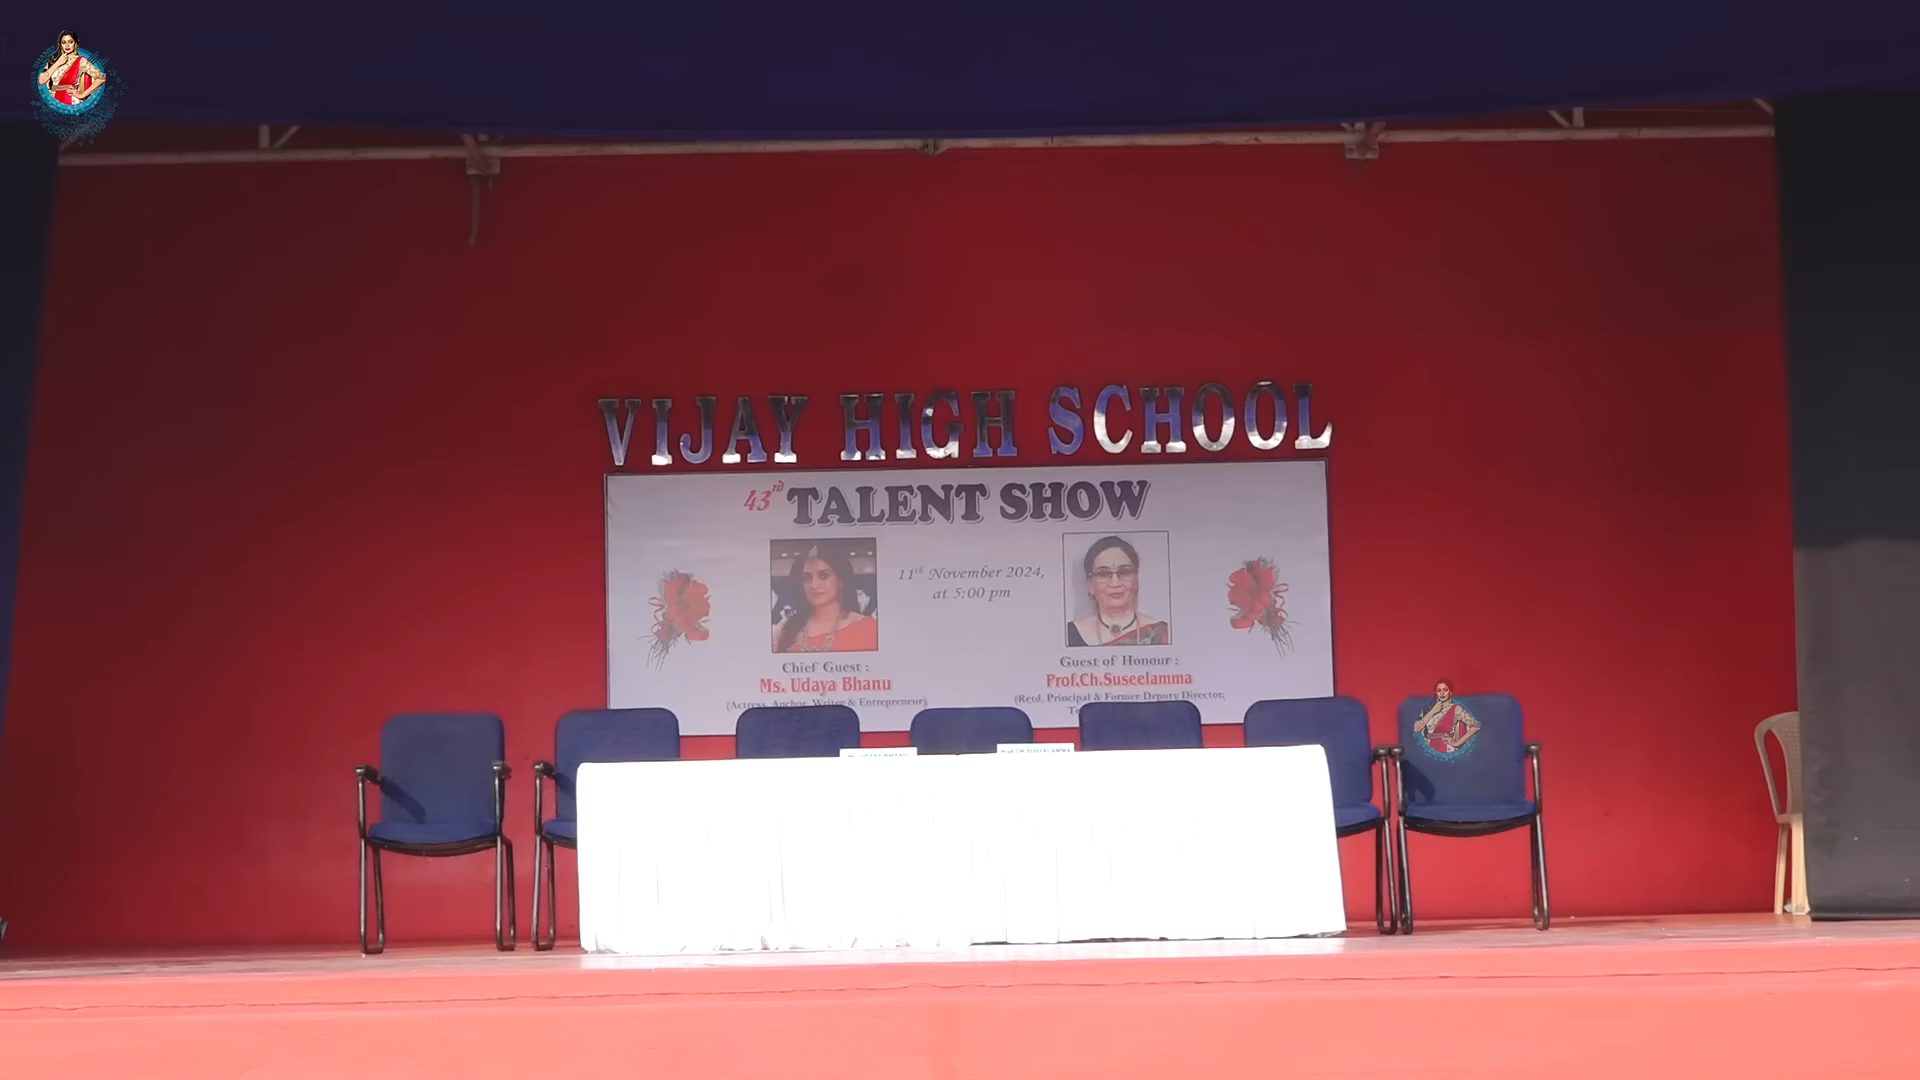 VIJAY HIGH SCHOOL
43rd TALENT SHOW
11th November 2024,
at 5:00 pm
Chief Guest :
Ms. Udaya Bhanu
(Actress, Anchor, Writer & Entrepreneur)
Guest of Honour :
Prof.Ch.Suseelamma
(Retd. Principal & Former Deputy Director,